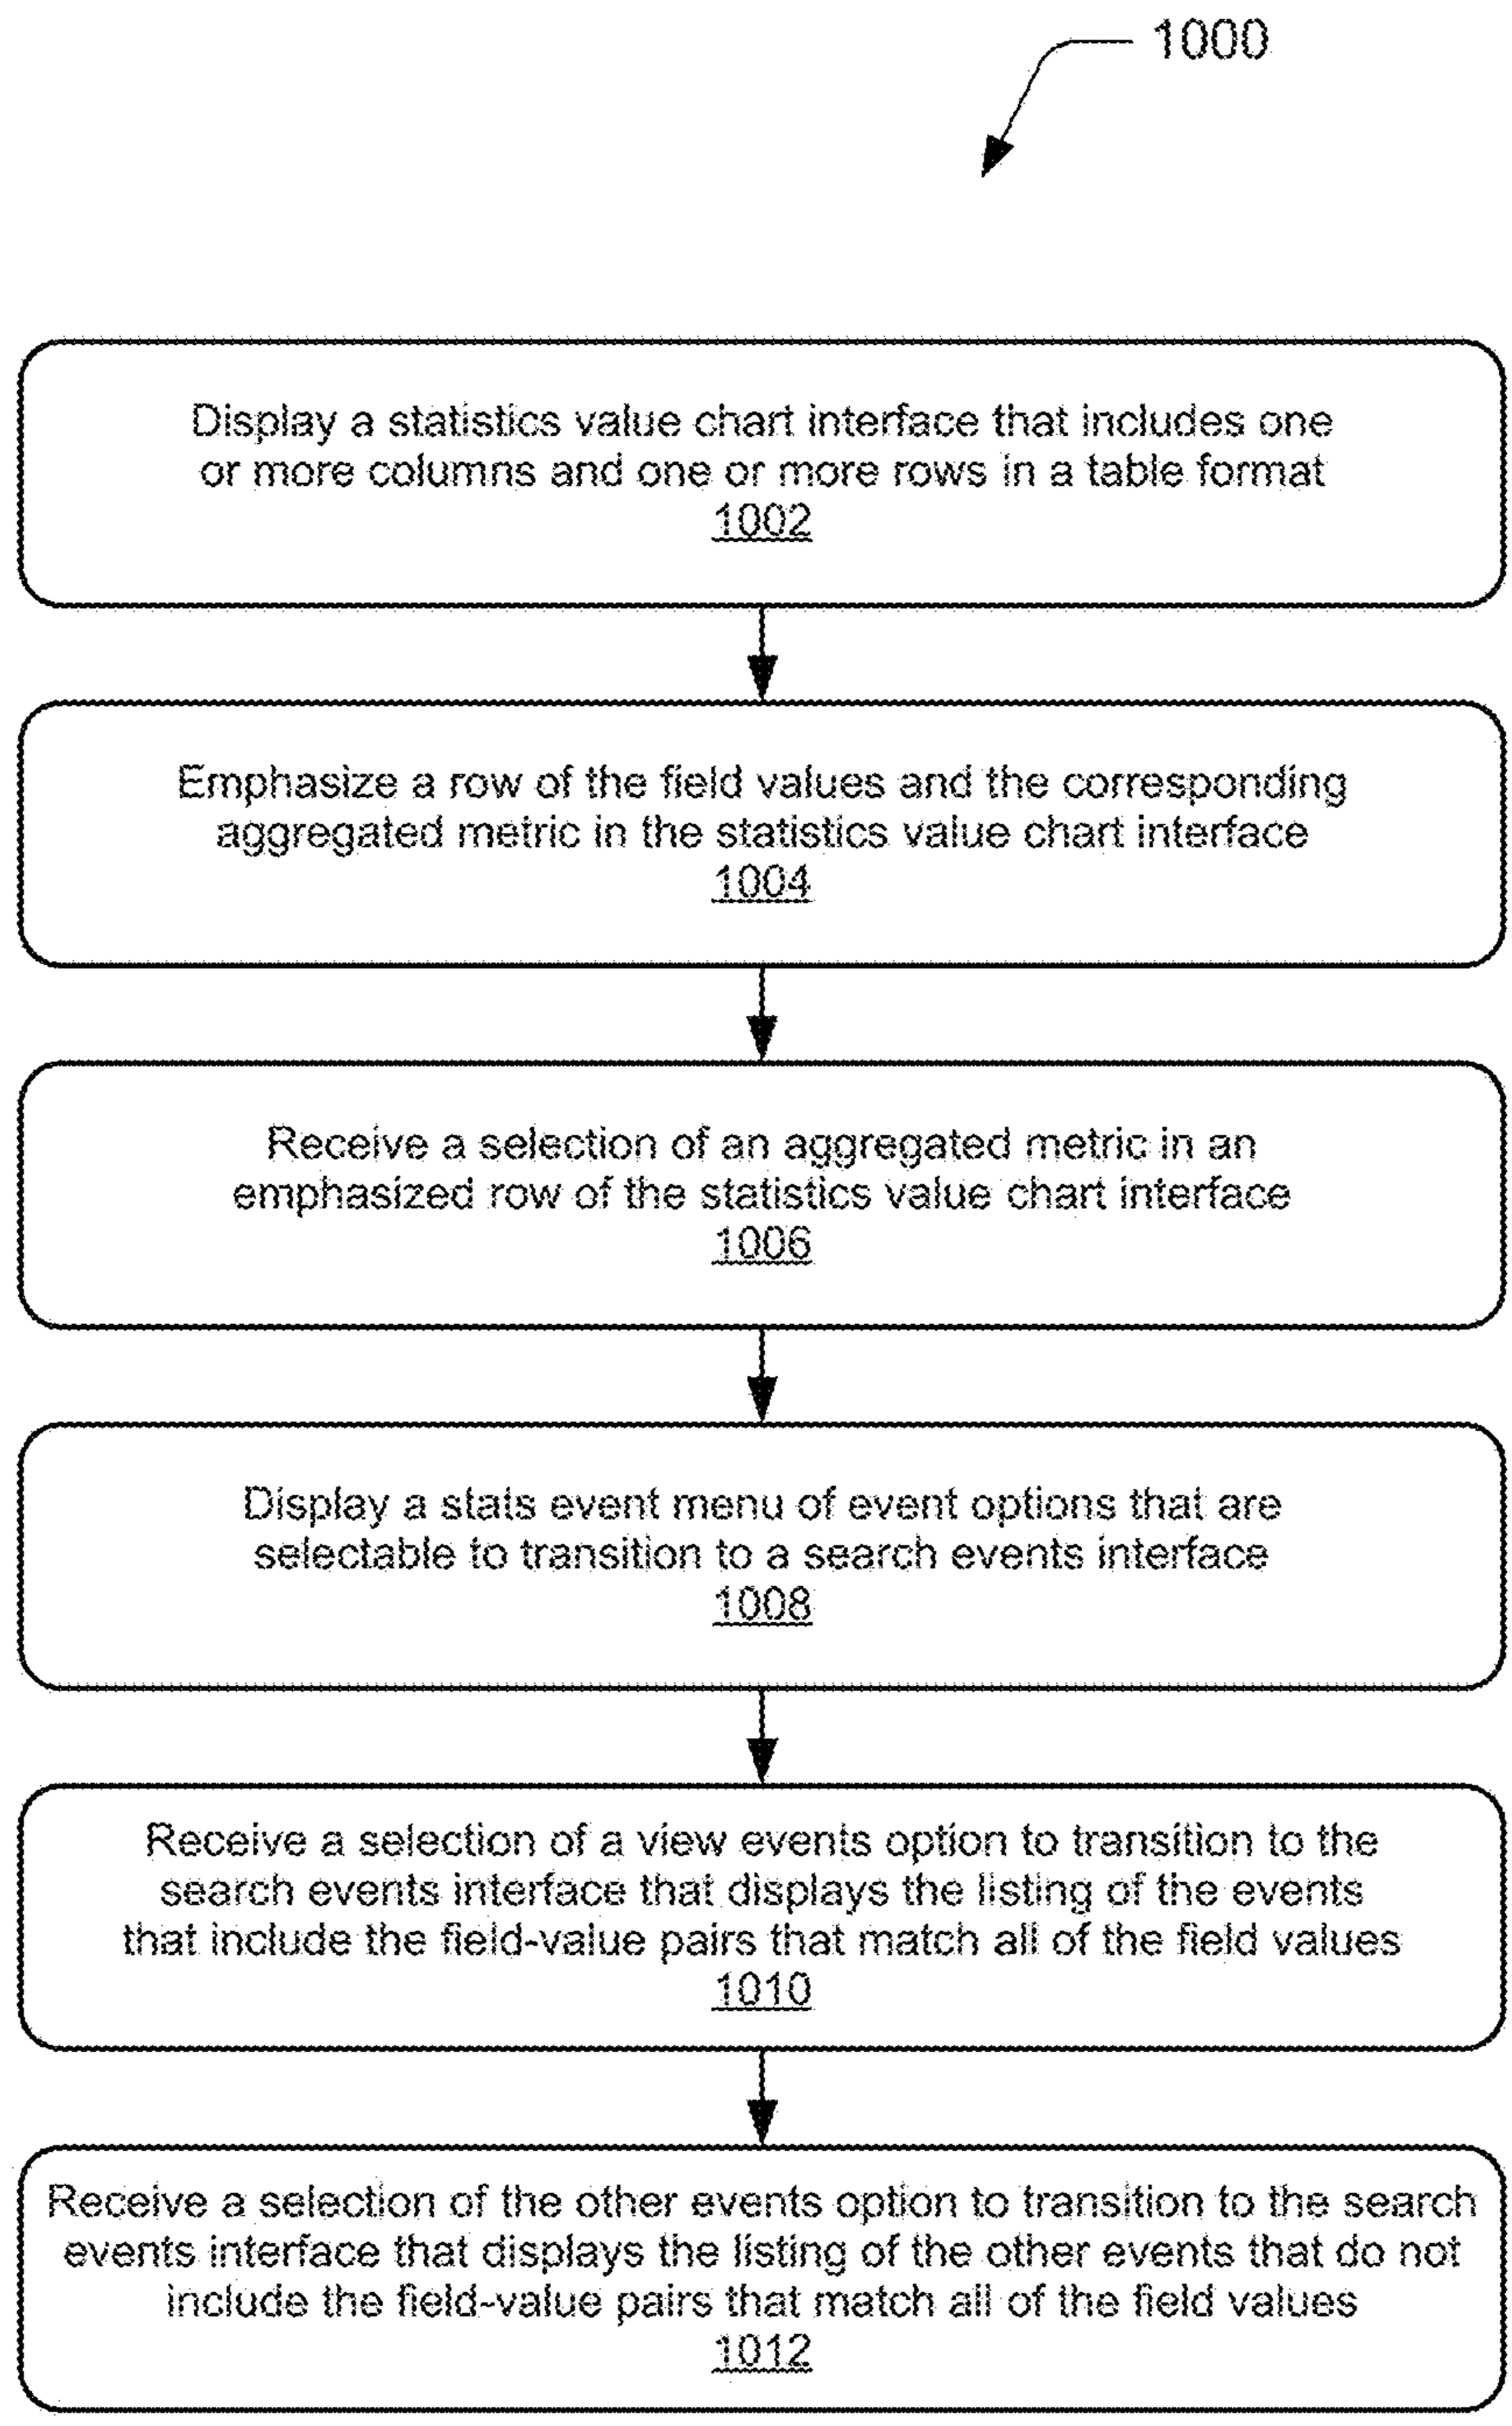 1000
Display a statistics value chart interface that includes one
or more columns and one or more rows in a table format
1002
Emphasize a row of the field values and the corresponding
aggregated metric in the statistics value chart interface
1004
Receive a selection of an aggregated metric in an
emphasized row of the statistics value chart interface
1006
Display a stats event menu of event options that are
selectable to transition to a search events interface
1008
Receive a selection of a view events option to transition to the
search events interface that displays the listing of the events
that include the field-value pairs that match all of the field values
1010
Receive a selection of the other events option to transition to the search
events interface that displays the listing of the other events that do not
include the field-value pairs that match all of the field values
1012